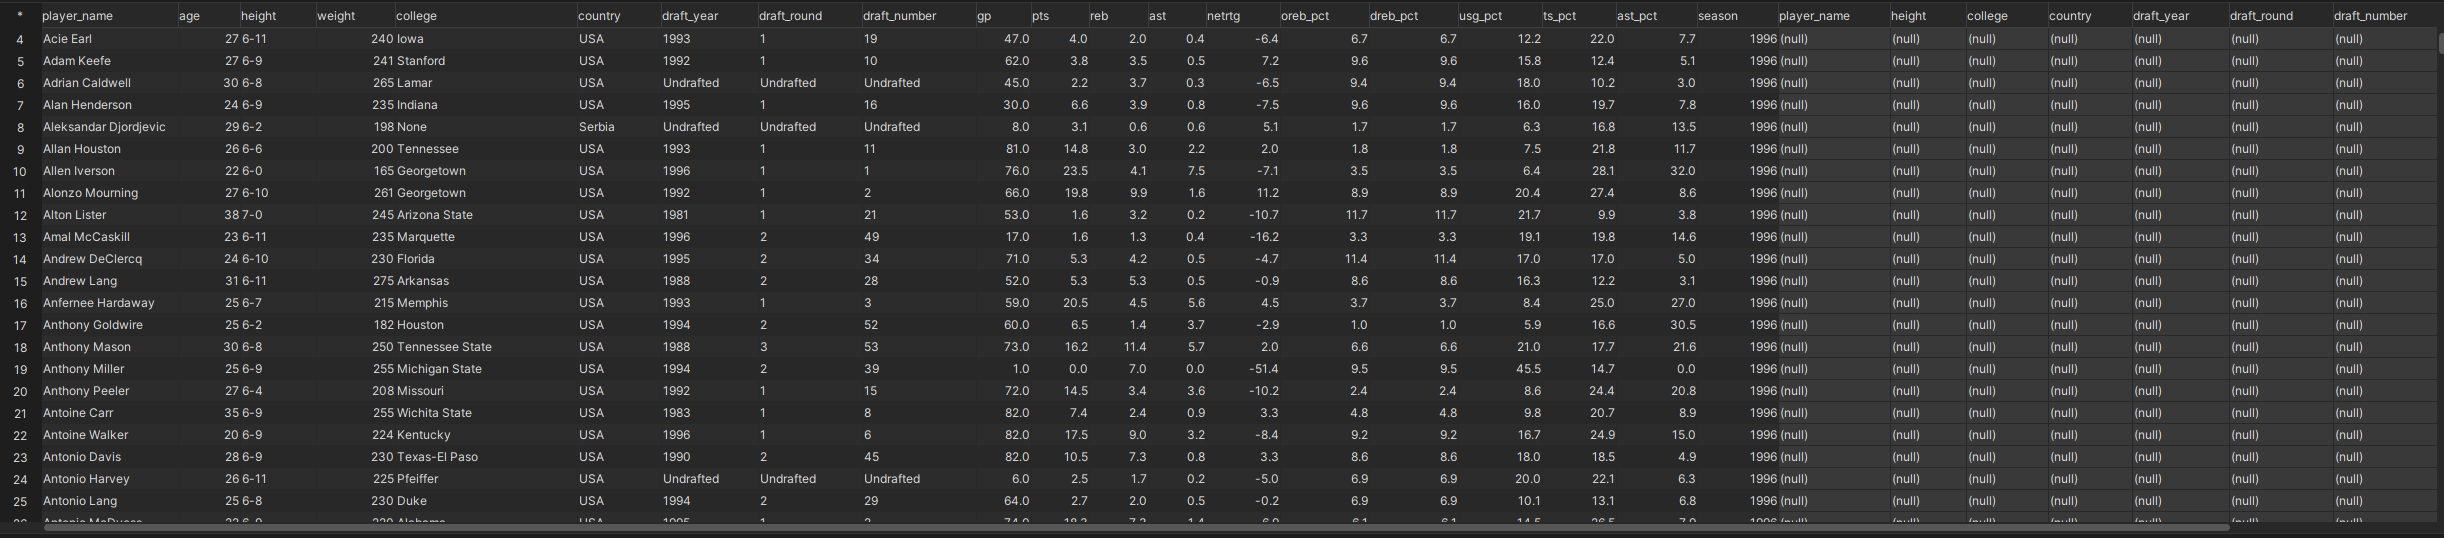 * player_name age height weight college country draft_year draft_round draft_number gp pts reb ast netrtg oreb_pct dreb_pct usg_pct ts_pct ast_pct season player_name height college country draft_year draft_round draft_number
4 Acie Earl 27 6-11 240 Iowa USA 1993 1 19 47.0 4.0 2.0 0.4 -6.4 6.7 6.7 12.2 22.0 7.7 1996 (null) (null) (null) (null) (null) (null) (null)
5 Adam Keefe 27 6-9 241 Stanford USA 1992 1 10 62.0 3.8 3.5 0.5 7.2 9.6 9.6 15.8 12.4 5.1 1996 (null) (null) (null) (null) (null) (null) (null)
6 Adrian Caldwell 30 6-8 265 Lamar USA Undrafted Undrafted Undrafted 45.0 2.2 3.7 0.3 -6.5 9.4 9.4 18.0 10.2 3.0 1996 (null) (null) (null) (null) (null) (null) (null)
7 Alan Henderson 24 6-9 235 Indiana USA 1995 1 16 30.0 6.6 3.9 0.8 -7.5 9.6 9.6 16.0 19.7 7.8 1996 (null) (null) (null) (null) (null) (null) (null)
8 Aleksandar Djordjevic 29 6-2 198 None Serbia Undrafted Undrafted Undrafted 8.0 3.1 0.6 0.6 5.1 1.7 1.7 6.3 16.8 13.5 1996 (null) (null) (null) (null) (null) (null) (null)
9 Allan Houston 26 6-6 200 Tennessee USA 1993 1 11 81.0 14.8 3.0 2.2 2.0 1.8 1.8 7.5 21.8 11.7 1996 (null) (null) (null) (null) (null) (null) (null)
10 Allen Iverson 22 6-0 165 Georgetown USA 1996 1 1 76.0 23.5 4.1 7.5 -7.1 3.5 3.5 6.4 28.1 32.0 1996 (null) (null) (null) (null) (null) (null) (null)
11 Alonzo Mourning 27 6-10 261 Georgetown USA 1992 1 2 66.0 19.8 9.9 1.6 11.2 8.9 8.9 20.4 27.4 8.6 1996 (null) (null) (null) (null) (null) (null) (null)
12 Alton Lister 38 7-0 245 Arizona State USA 1981 1 21 53.0 1.6 3.2 0.2 -10.7 11.7 11.7 21.7 9.9 3.8 1996 (null) (null) (null) (null) (null) (null) (null)
13 Amal McCaskill 23 6-11 235 Marquette USA 1996 2 49 17.0 1.6 1.3 0.4 -16.2 3.3 3.3 19.1 19.8 14.6 1996 (null) (null) (null) (null) (null) (null) (null)
14 Andrew DeClercq 24 6-10 230 Florida USA 1995 2 34 71.0 5.3 4.2 0.5 -4.7 11.4 11.4 17.0 17.0 5.0 1996 (null) (null) (null) (null) (null) (null) (null)
15 Andrew Lang 31 6-11 275 Arkansas USA 1988 2 28 52.0 5.3 5.3 0.5 -0.9 8.6 8.6 16.3 12.2 3.1 1996 (null) (null) (null) (null) (null) (null) (null)
16 Anfernee Hardaway 25 6-7 215 Memphis USA 1993 1 3 59.0 20.5 4.5 5.6 4.5 3.7 3.7 8.4 25.0 27.0 1996 (null) (null) (null) (null) (null) (null) (null)
17 Anthony Goldwire 25 6-2 182 Houston USA 1994 2 52 60.0 6.5 1.4 3.7 -2.9 1.0 1.0 5.9 16.6 30.5 1996 (null) (null) (null) (null) (null) (null) (null)
18 Anthony Mason 30 6-8 250 Tennessee State USA 1988 3 53 73.0 16.2 11.4 5.7 2.0 6.6 6.6 21.0 17.7 21.6 1996 (null) (null) (null) (null) (null) (null) (null)
19 Anthony Miller 25 6-9 255 Michigan State USA 1994 2 39 1.0 0.0 7.0 0.0 -51.4 9.5 9.5 45.5 14.7 0.0 1996 (null) (null) (null) (null) (null) (null) (null)
20 Anthony Peeler 27 6-4 208 Missouri USA 1992 1 15 72.0 14.5 3.4 3.6 -10.2 2.4 2.4 8.6 24.4 20.8 1996 (null) (null) (null) (null) (null) (null) (null)
21 Antoine Carr 35 6-9 255 Wichita State USA 1983 1 8 82.0 7.4 2.4 0.9 3.3 4.8 4.8 9.8 20.7 8.9 1996 (null) (null) (null) (null) (null) (null) (null)
22 Antoine Walker 20 6-9 224 Kentucky USA 1996 1 6 82.0 17.5 9.0 3.2 -8.4 9.2 9.2 16.7 24.9 15.0 1996 (null) (null) (null) (null) (null) (null) (null)
23 Antonio Davis 28 6-9 230 Texas-El Paso USA 1990 2 45 82.0 10.5 7.3 0.8 3.3 8.6 8.6 18.0 18.5 4.9 1996 (null) (null) (null) (null) (null) (null) (null)
24 Antonio Harvey 26 6-11 225 Pfeiffer USA Undrafted Undrafted Undrafted 6.0 2.5 1.7 0.2 -5.0 6.9 6.9 20.0 22.1 6.3 1996 (null) (null) (null) (null) (null) (null) (null)
25 Antonio Lang 25 6-8 230 Duke USA 1994 2 29 64.0 2.7 2.0 0.5 -0.2 6.9 6.9 10.1 13.1 6.8 1996 (null) (null) (null) (null) (null) (null) (null)